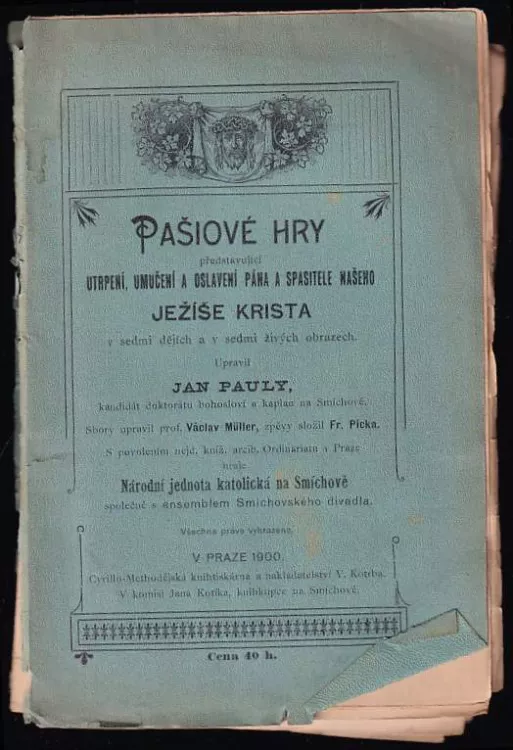 PAŠIOVÉ HRY
představující
UTRPENÍ, UMUČENÍ A OSLAVENÍ PÁNA A SPASITELE NAŠEHO
JEŽÍŠE KRISTA
v sedmi dějích a v sedmi živých obrazech.
Upravil
JAN PAULY,
kandidát doktorátu bohosloví a kaplan na Smíchově.
Sbory upravil prof. Václav Müller, zpěvy složil Fr. Picka.
S povolením nejd. kníž. arcib. Ordinariatu v Praze
hraje
Národní jednota katolická na Smíchově
společně s ansemblem Smíchovského divadla.
Všechna práva vyhrazena.
V PRAZE 1900.
Cyrillo-Methodějská knihtiskárna a nakladatelství V. Kotrba.
V komisi Jana Kotíka, knihkupce na Smíchově.
Cena 40 h.